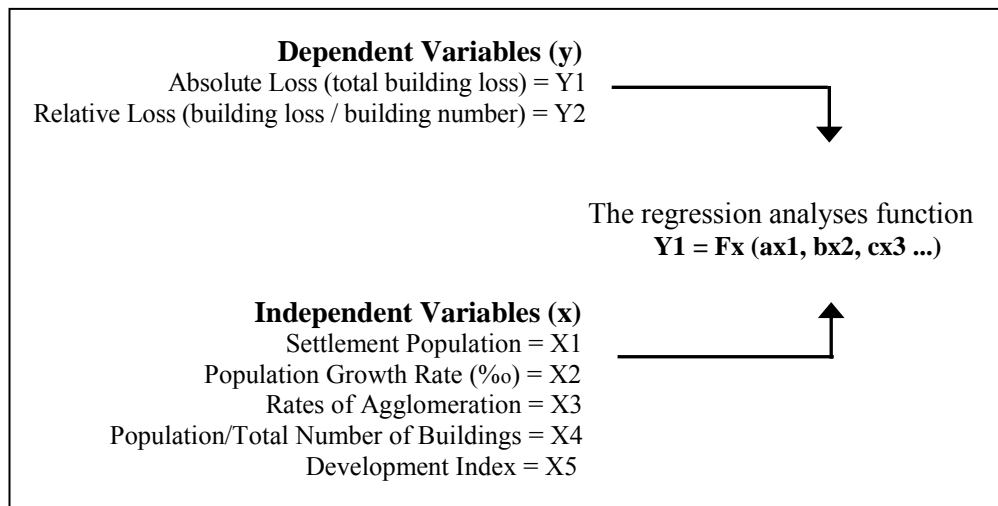 Dependent Variables (y)
Absolute Loss (total building loss) = Y1
Relative Loss (building loss / building number) = Y2
The regression analyses function
Y1 = Fx (ax1, bx2, cx3 ...)
Independent Variables (x)
Settlement Population = X1
Population Growth Rate (‰) = X2
Rates of Agglomeration = X3
Population/Total Number of Buildings = X4
Development Index = X5